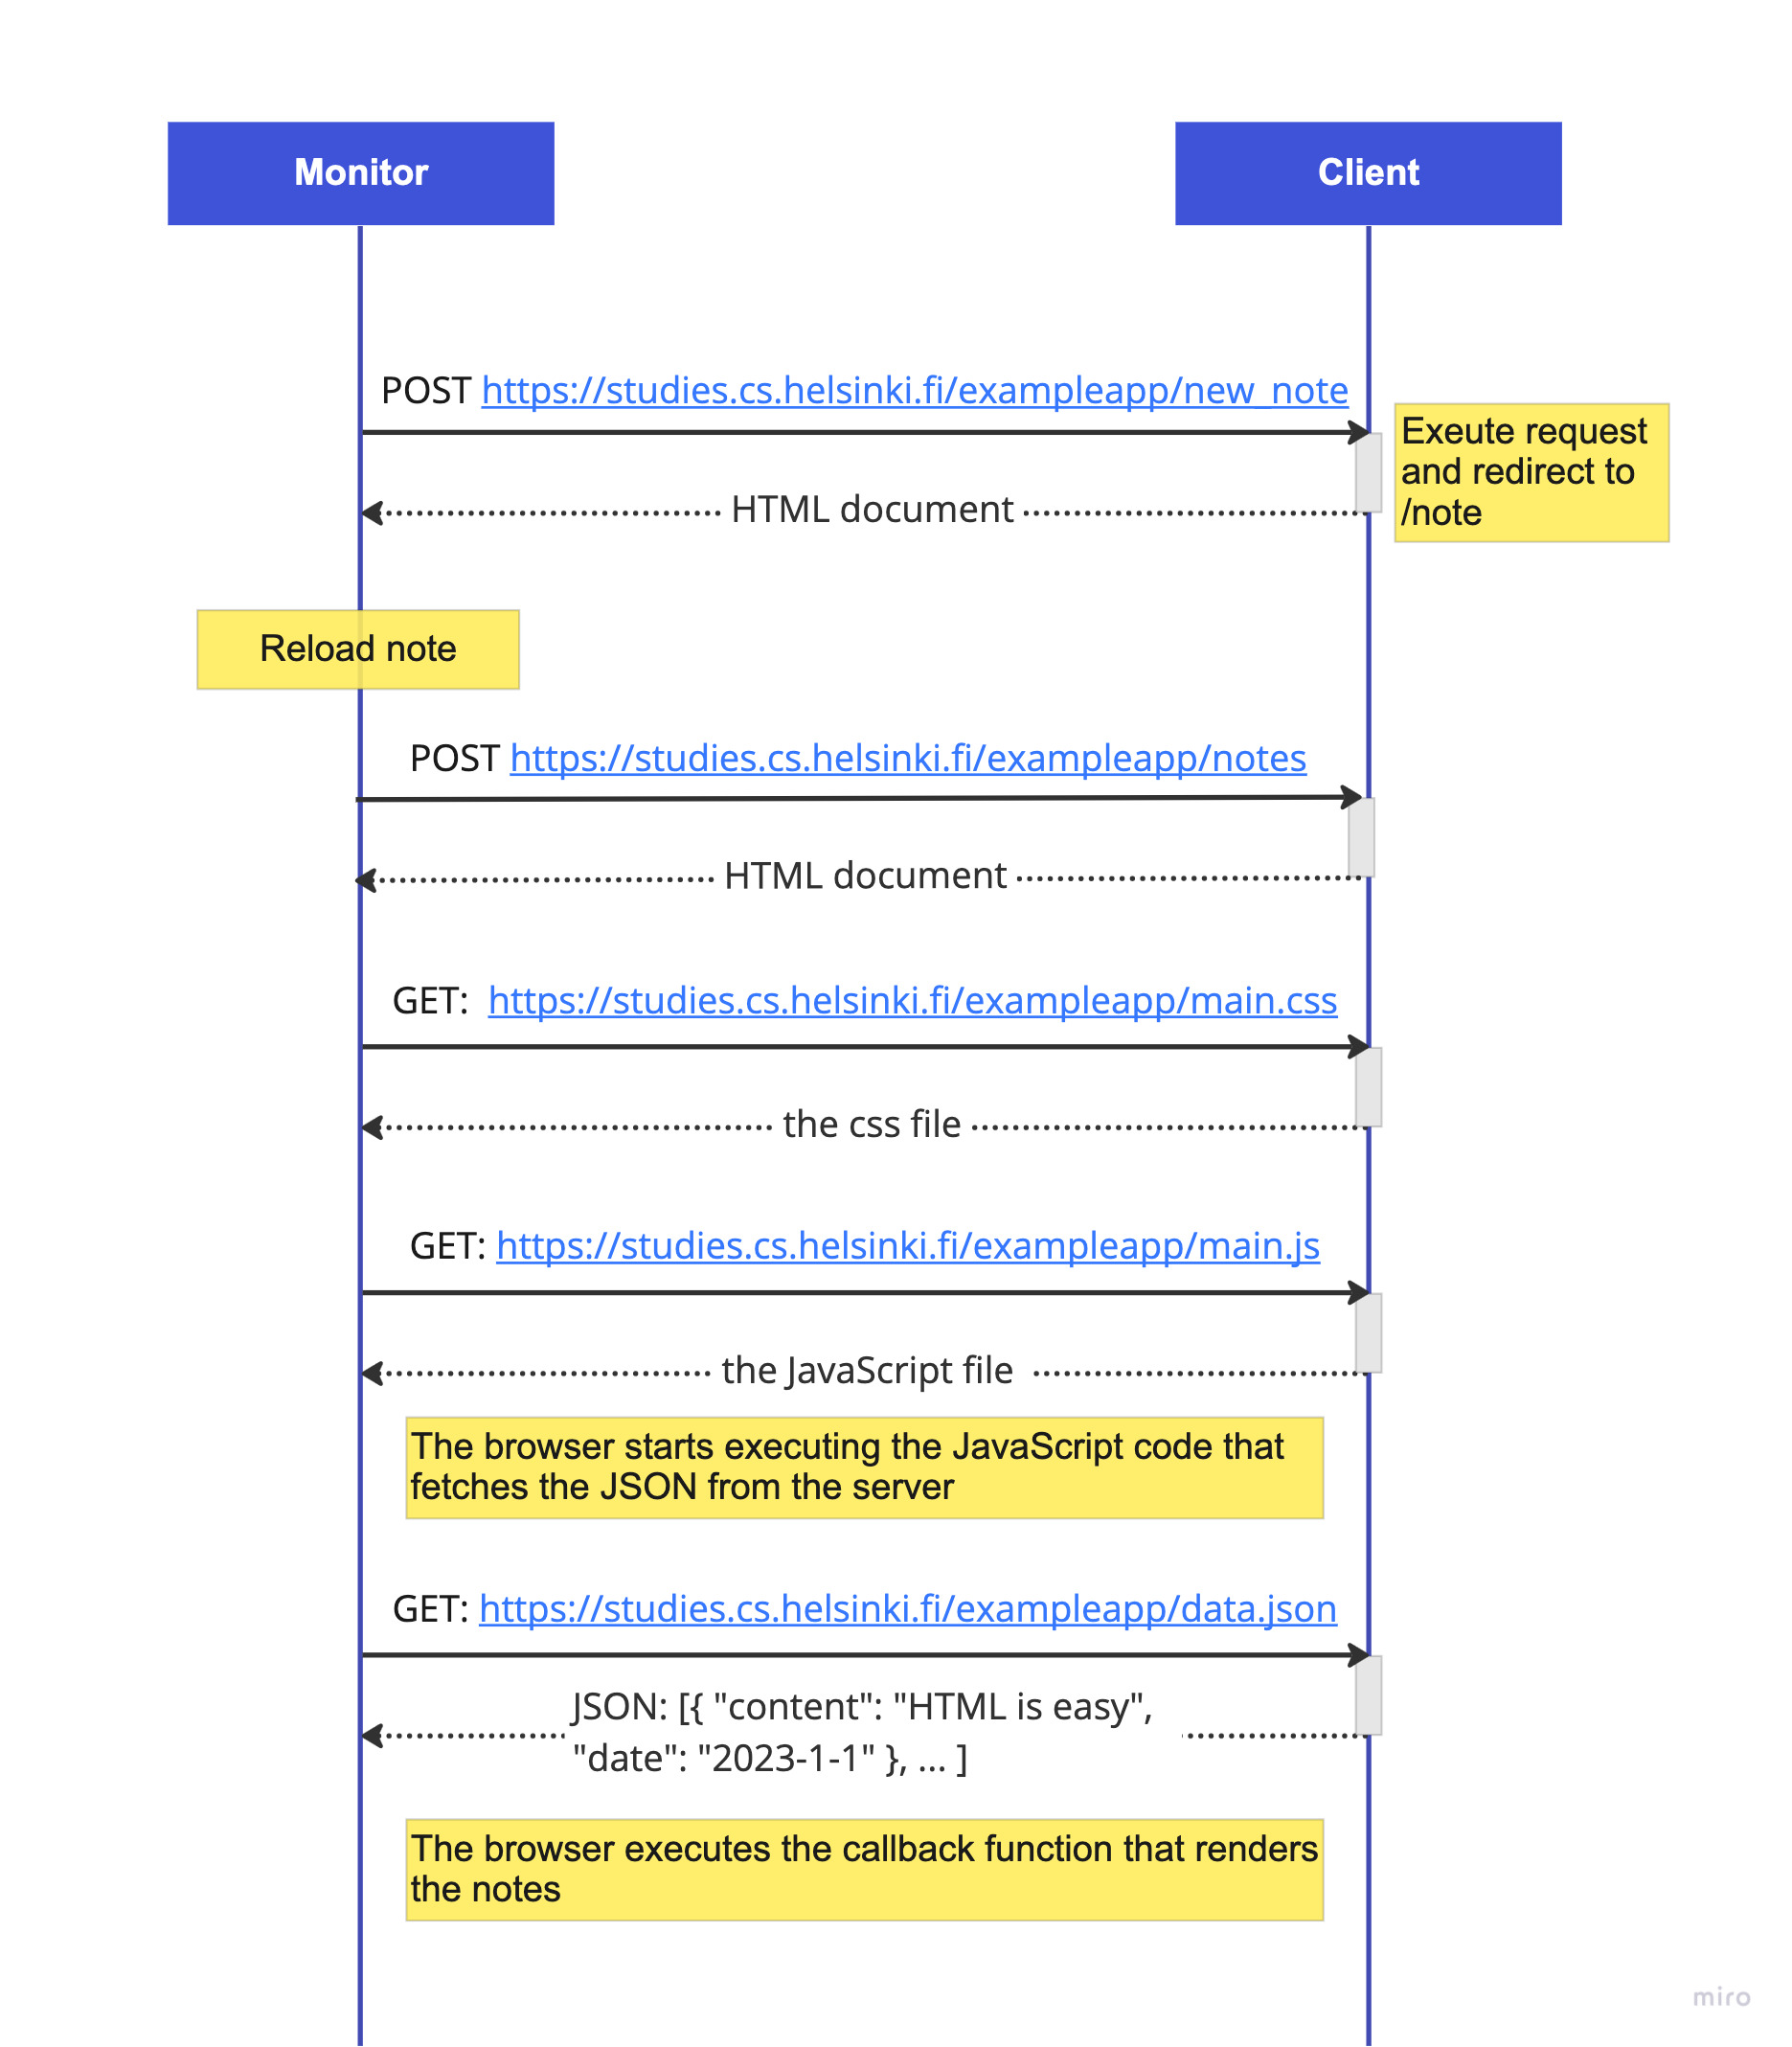 Monitor
Client
POST https://studies.cs.helsinki.fi/exampleapp/new_note
Exeute request
and redirect to
/note
HTML document
Reload note
POST https://studies.cs.helsinki.fi/exampleapp/notes
HTML document
GET:  https://studies.cs.helsinki.fi/exampleapp/main.css
the css file
GET: https://studies.cs.helsinki.fi/exampleapp/main.js
the JavaScript file
The browser starts executing the JavaScript code that
fetches the JSON from the server
GET: https://studies.cs.helsinki.fi/exampleapp/data.json
JSON: [{ "content": "HTML is easy",
"date": "2023-1-1" }, ... ]
The browser executes the callback function that renders
the notes
miro